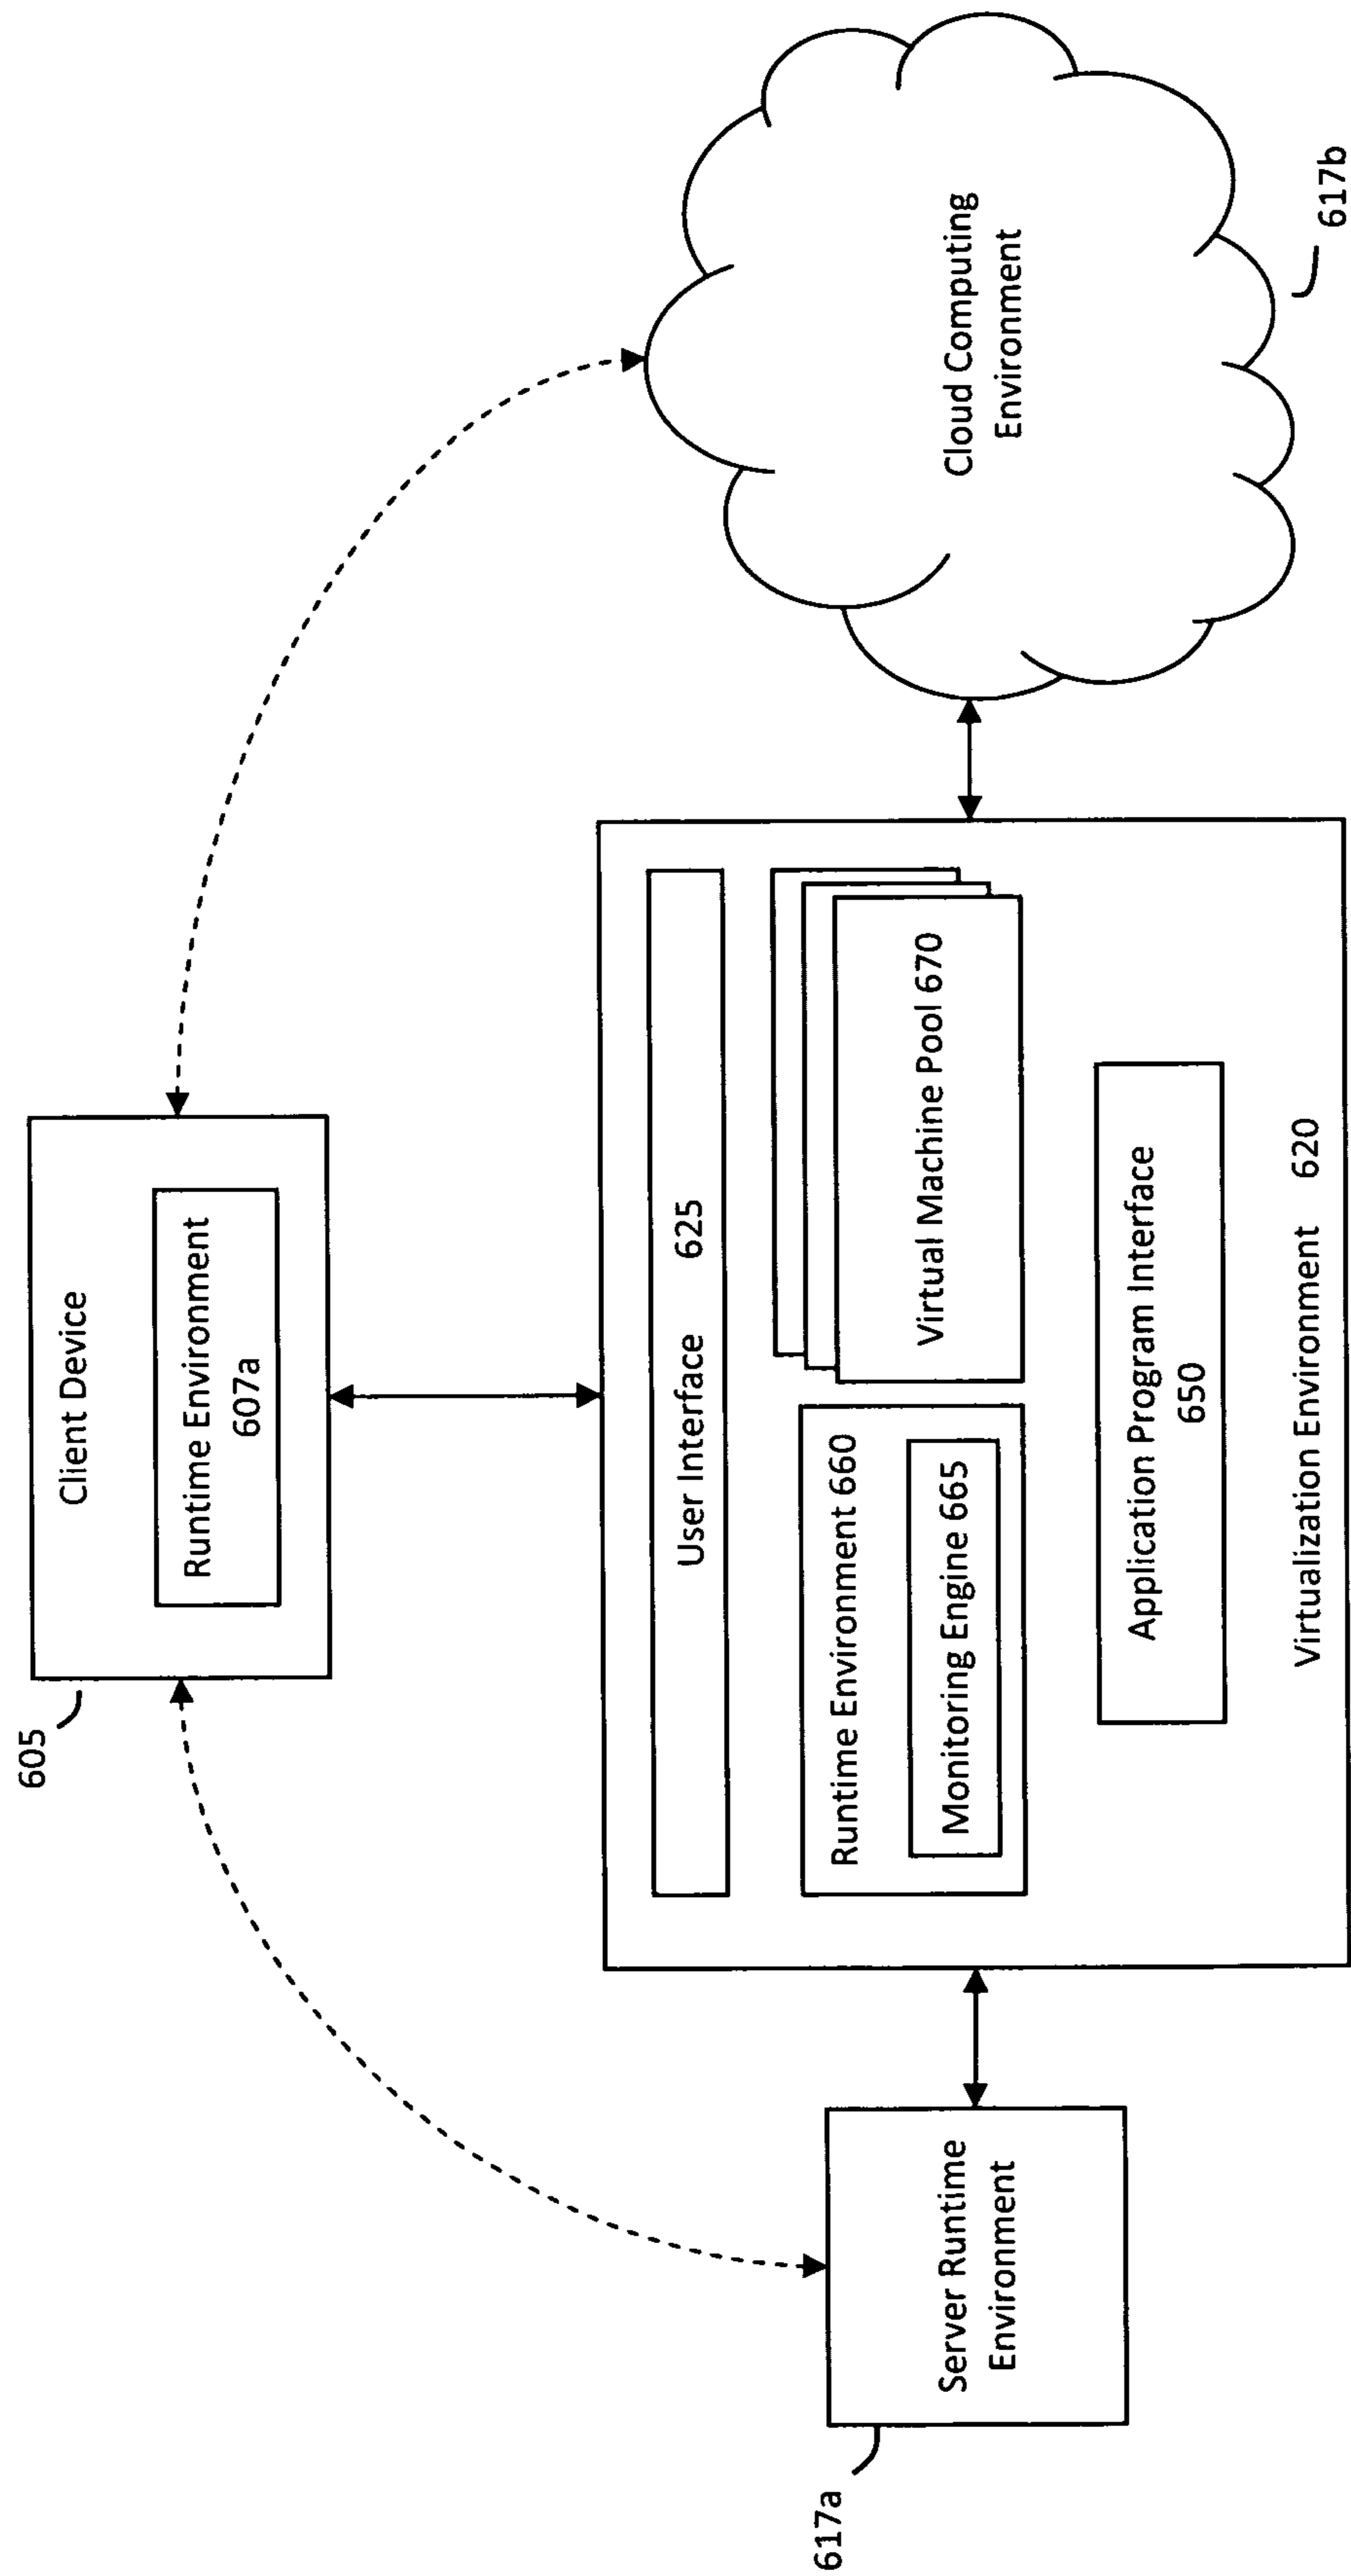 605
Client Device
Runtime Environment
607a
User Interface 625
Runtime Environment 660
Monitoring Engine 665
Virtual Machine Pool 670
Application Program Interface
650
Virtualization Environment 620
617a
Server Runtime
Environment
Cloud Computing
Environment
617b